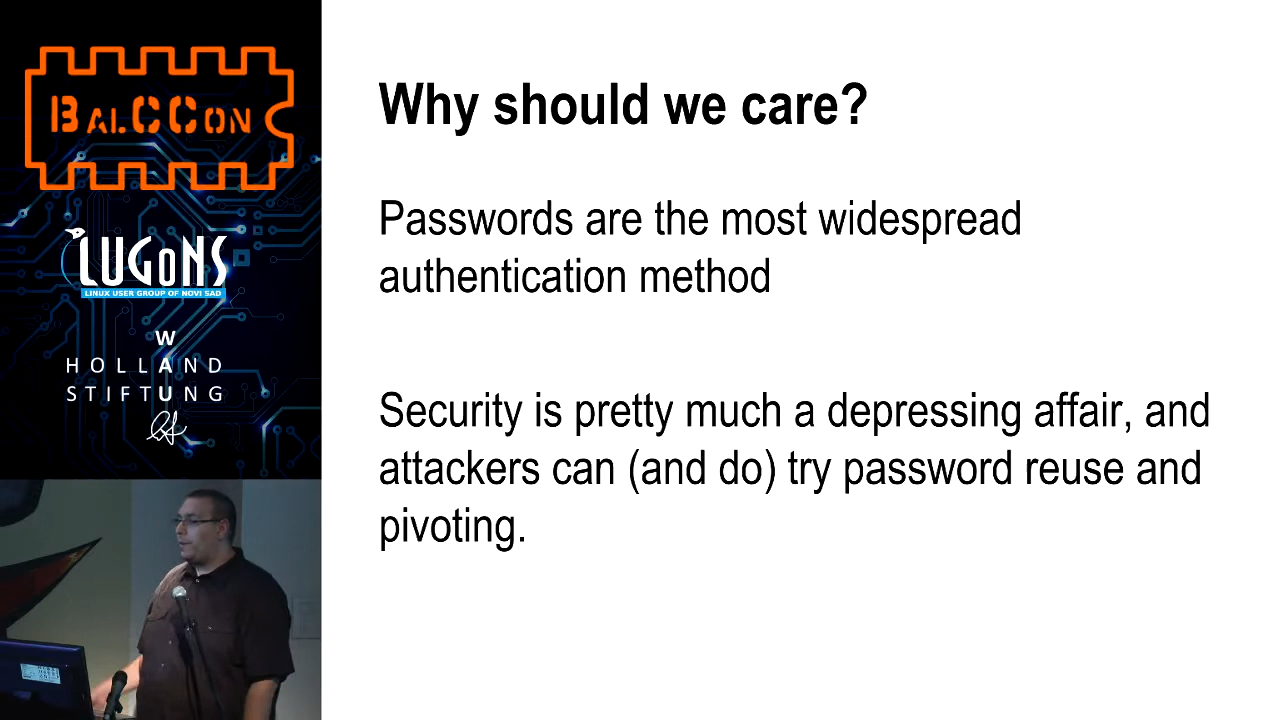 BALCCON
LUGONS
LINUX USER GROUP OF NOVI SAD
W
HOLLAND
A
STIFTUNG
Why should we care?
Passwords are the most widespread
authentication method
Security is pretty much a depressing affair, and
attackers can (and do) try password reuse and
pivoting.